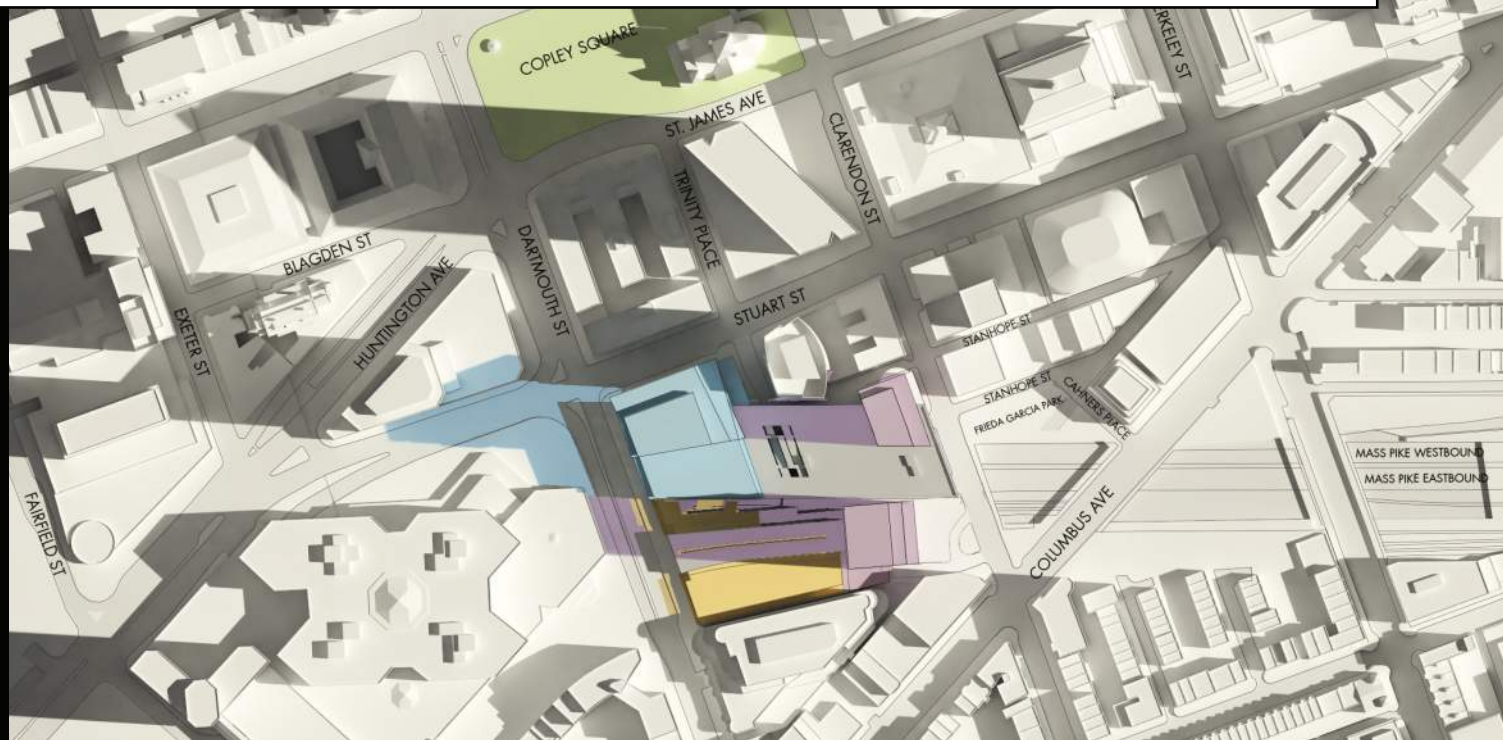 COPLEY SQUARE
ST. JAMES AVE
CLARENDON ST
TRINITY PLACE
BLAGDEN ST
HUNTINGTON AVE
DARTMOUTH ST
STUART ST
EXETER ST
STANHOPE ST
STANHOPE ST
CAHNERS PLACE
FRIEDA GARCIA PARK
MASS PIKE WESTBOUND
MASS PIKE EASTBOUND
FAIRFIELD ST
COLUMBUS AVE